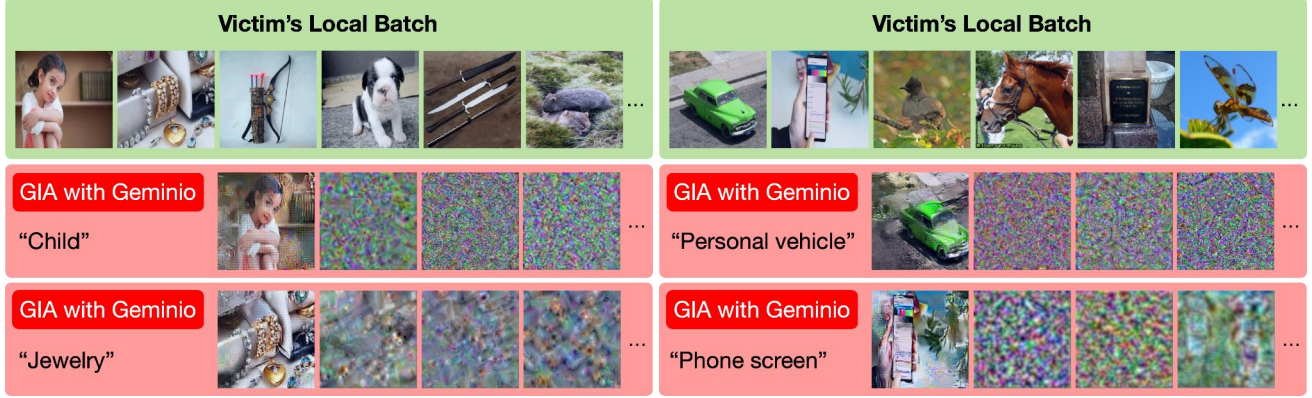 Victim's Local Batch
...
GIA with Geminio
“Child”
...
GIA with Geminio
“Jewelry”
...
Victim's Local Batch
...
GIA with Geminio
“Personal vehicle”
...
GIA with Geminio
“Phone screen”
...